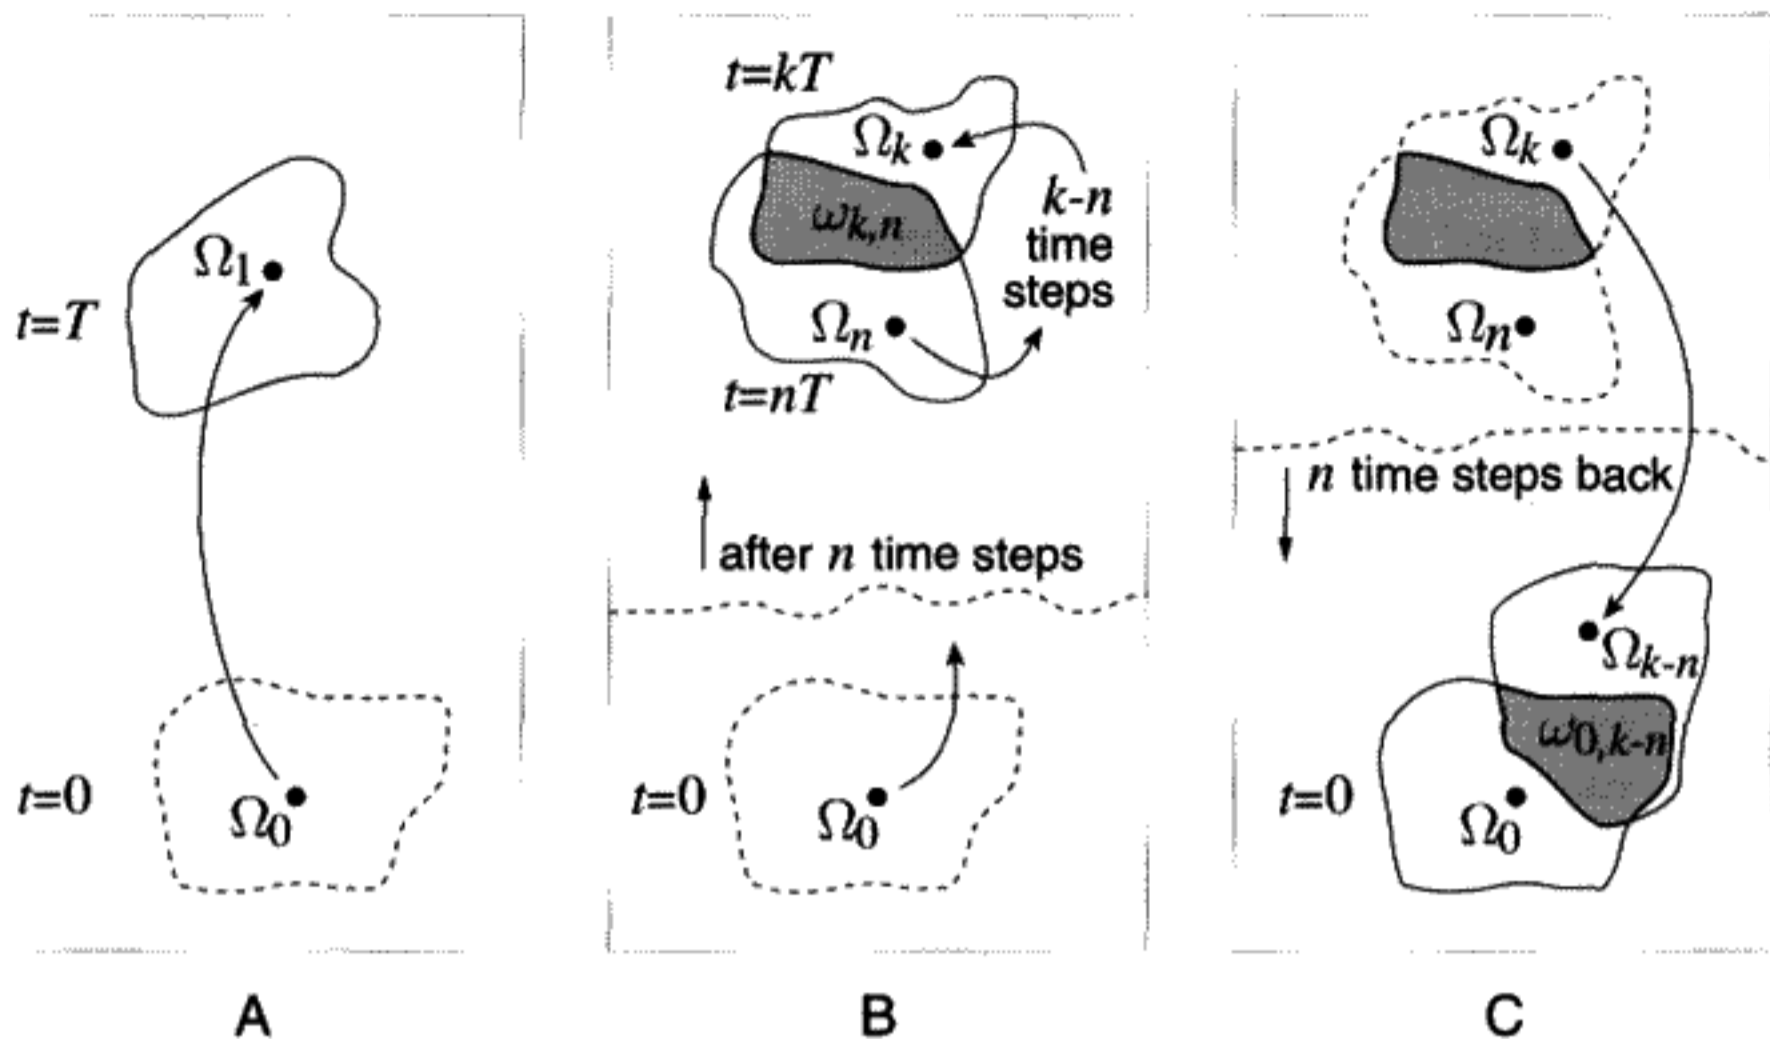 Ω1
t=T
t=0
Ω0
A
t=kT
Ωk
ωk,n
k-n
time
steps
Ωn
t=nT
after n time steps
t=0
Ω0
B
Ωk
Ωn
n time steps back
Ωk-n
ω0,k-n
t=0
Ω0
C